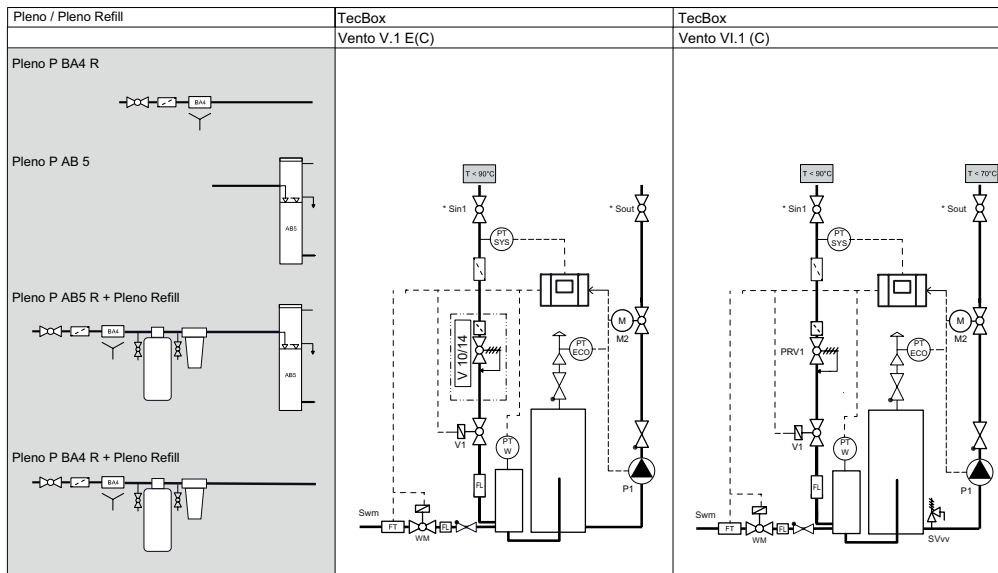 Pleno / Pleno Refill
TecBox
TecBox
Vento V.1 E(C)
Vento VI.1 (C)
Pleno P BA4 R
BA4
Pleno P AB 5
AB5
Pleno P AB5 R + Pleno Refill
BA4
AB5
Pleno P BA4 R + Pleno Refill
BA4
T < 90°C
* Sin1
* Sout
PT
SYS
M
M2
V 10/14
PT
ECO
V1
PT
W
FL
P1
Swm
FT
FL
WM
T < 90°C
T < 70°C
* Sin1
* Sout
PT
SYS
M
M2
PRV1
PT
ECO
V1
PT
W
FL
P1
Swm
FT
FL
WM
SVvv